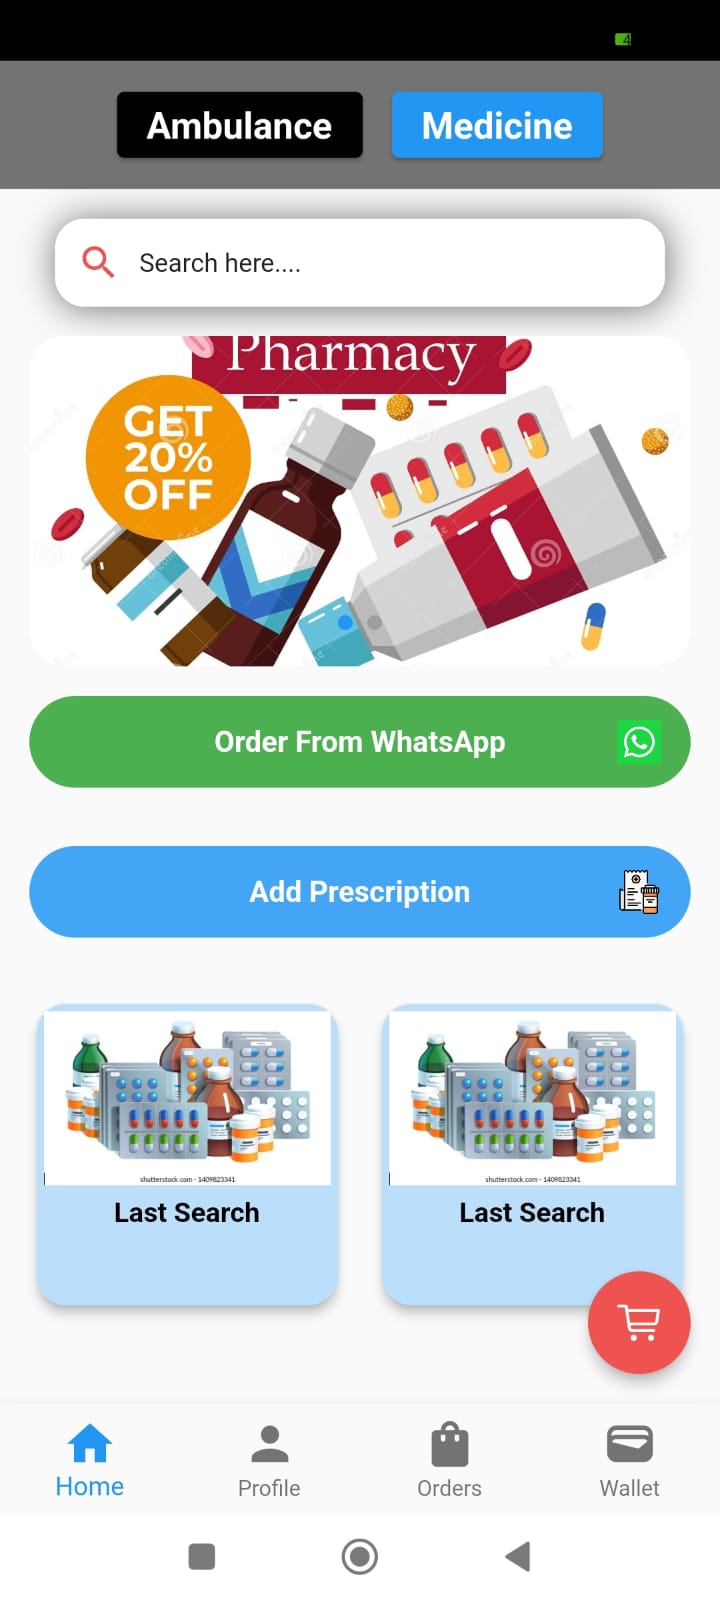 4
Ambulance
Medicine
Search here....
Pharmacy
GET
20%
OFF
Order From WhatsApp
Add Prescription
shutterstock.com · 1409823341
shutterstock.com · 1409823341
Last Search
Last Search
Home
Profile
Orders
Wallet